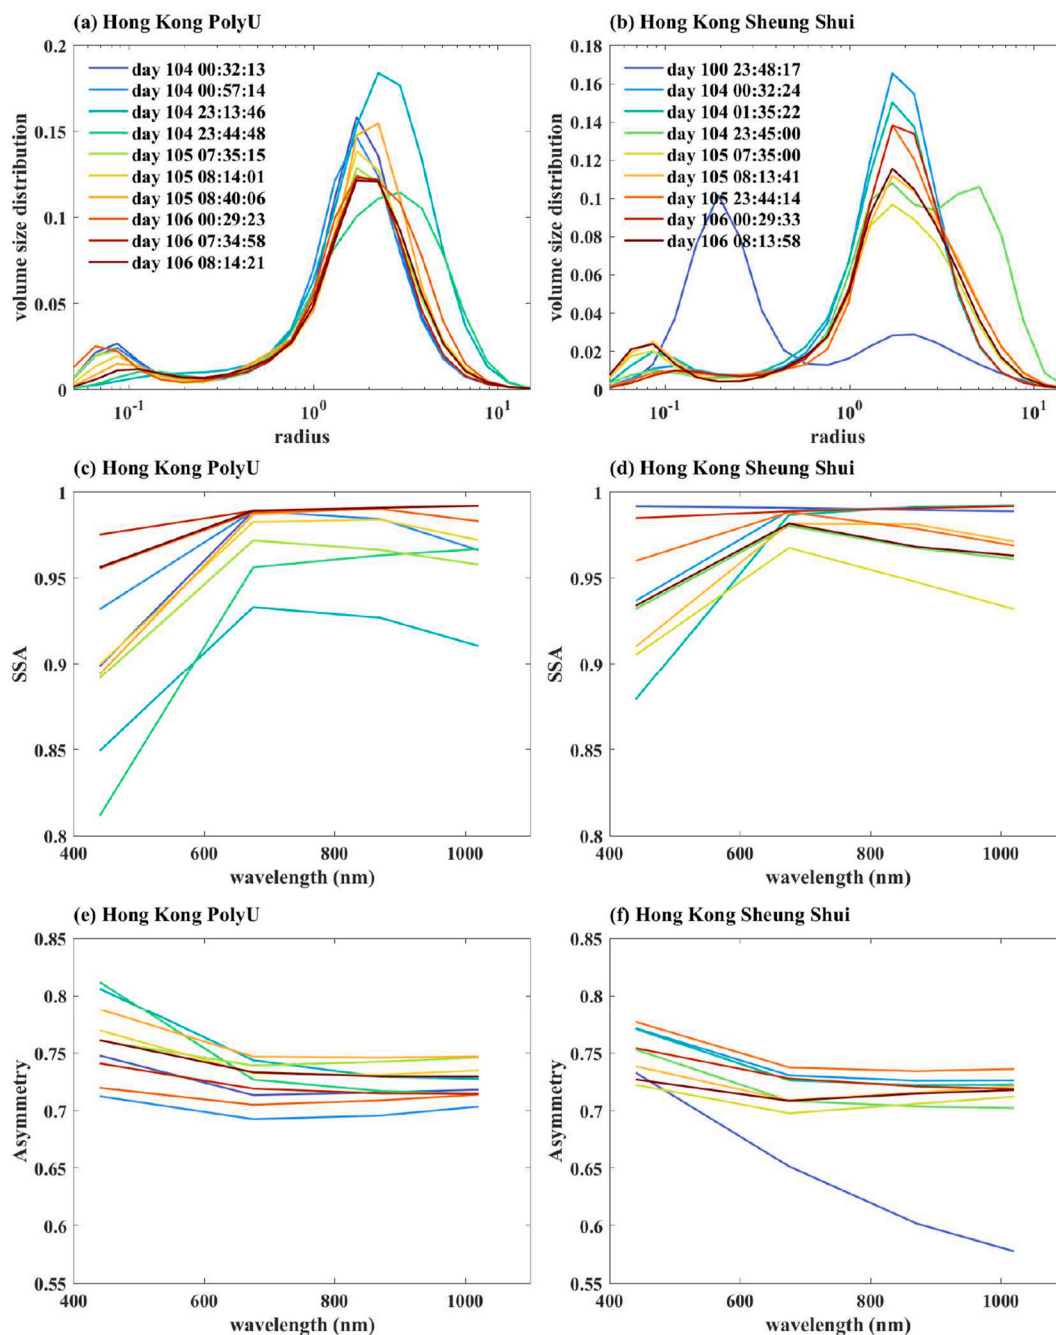 (a) Hong Kong PolyU
0.2
0.15
0.1
0.05
0
volume size distribution
day 104 00:32:13
day 104 00:57:14
day 104 23:13:46
day 104 23:44:48
day 105 07:35:15
day 105 08:14:01
day 105 08:40:06
day 106 00:29:23
day 106 07:34:58
day 106 08:14:21
10-1
100
101
radius
(b) Hong Kong Sheung Shui
0.18
0.16
0.14
0.12
0.1
0.08
0.06
0.04
0.02
0
volume size distribution
day 100 23:48:17
day 104 00:32:24
day 104 01:35:22
day 104 23:45:00
day 105 07:35:00
day 105 08:13:41
day 105 23:44:14
day 106 00:29:33
day 106 08:13:58
10-1
100
101
radius
(c) Hong Kong PolyU
1
0.95
0.9
0.85
0.8
SSA
400
600
800
1000
wavelength (nm)
(d) Hong Kong Sheung Shui
1
0.95
0.9
0.85
0.8
SSA
400
600
800
1000
wavelength (nm)
(e) Hong Kong PolyU
0.85
0.8
0.75
0.7
0.65
0.6
0.55
Asymmetry
400
600
800
1000
wavelength (nm)
(f) Hong Kong Sheung Shui
0.85
0.8
0.75
0.7
0.65
0.6
0.55
Asymmetry
400
600
800
1000
wavelength (nm)